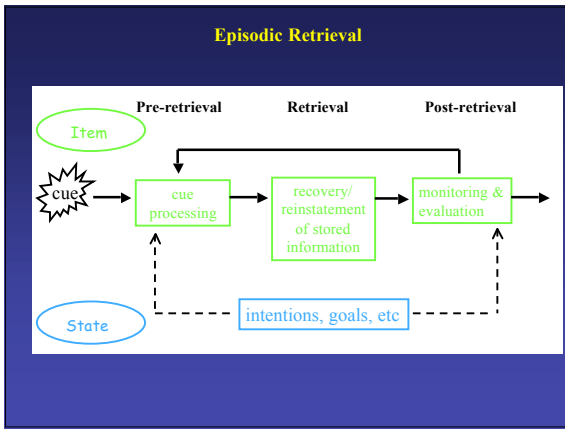 Episodic Retrieval
Pre-retrieval Retrieval Post-retrieval
Item
cue
cue
processing
recovery/
reinstatement
of stored
information
monitoring &
evaluation
intentions, goals, etc
State